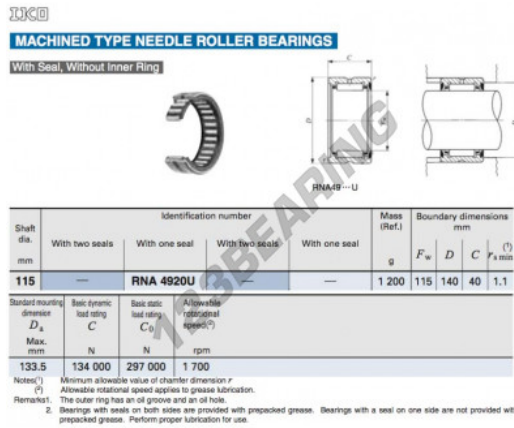 IKO
MACHINED TYPE NEEDLE ROLLER BEARINGS
With Seal, Without Inner Ring
C
D
Fw
RNA49···U
Shaft dia. mm
Identification number
With two seals
With one seal
With two seals
With one seal
Mass (Ref.) g
Boundary dimensions mm
Fw D C rs min (1)
115 — RNA 4920U — — 1 200 115 140 40 1.1
Standard mounting dimension Da Max. mm
Basic dynamic load rating C N
Basic static load rating C0 N
Allowable rotational speed(2) rpm
133.5 134 000 297 000 1 700
Notes(1) Minimum allowable value of chamfer dimension r
(2) Allowable rotational speed applies to grease lubrication.
Remarks1. The outer ring has an oil groove and an oil hole.
2. Bearings with seals on both sides are provided with prepacked grease. Bearings with a seal on one side are not provided wit
prepacked grease. Perform proper lubrication for use.
123BEARING